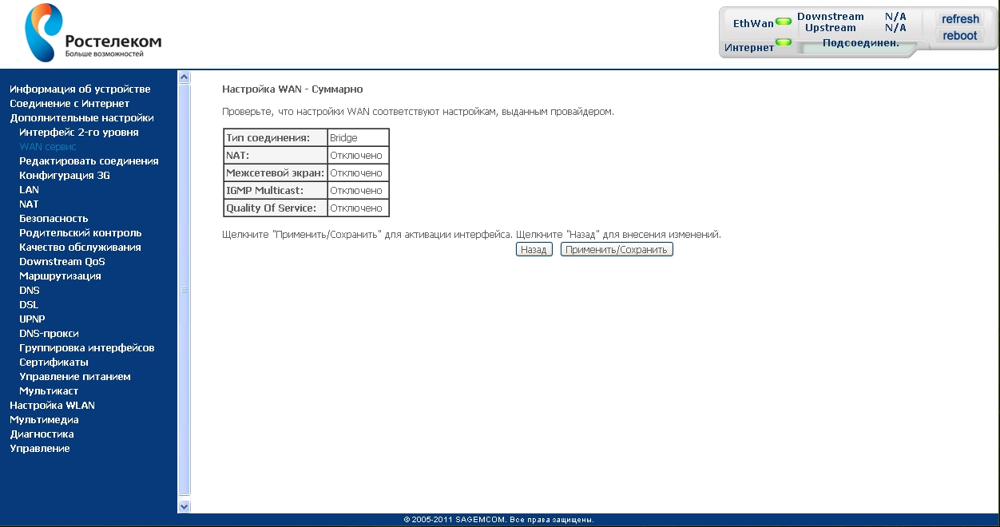 Ростелеком
Больше возможностей
EthWan Downstream N/A
Upstream N/A
Интернет Подсоединен.
refresh
reboot
Информация об устройстве
Соединение с Интернет
Дополнительные настройки
Интерфейс 2-го уровня
WAN сервис
Редактировать соединения
Конфигурация 3G
LAN
NAT
Безопасность
Родительский контроль
Качество обслуживания
Downstream QoS
Маршрутизация
DNS
DSL
UPNP
DNS-прокси
Группировка интерфейсов
Сертификаты
Управление питанием
Мультикаст
Настройка WLAN
Мультимедиа
Диагностика
Управление
Настройка WAN - Суммарно
Проверьте, что настройки WAN соответствуют настройкам, выданным провайдером.
Тип соединения: Bridge
NAT: Отключено
Межсетевой экран: Отключено
IGMP Multicast: Отключено
Quality Of Service: Отключено
Щелкните "Применить/Сохранить" для активации интерфейса. Щелкните "Назад" для внесения изменений.
Назад Применить/Сохранить
© 2005-2011 SAGEMCOM. Все права защищены.